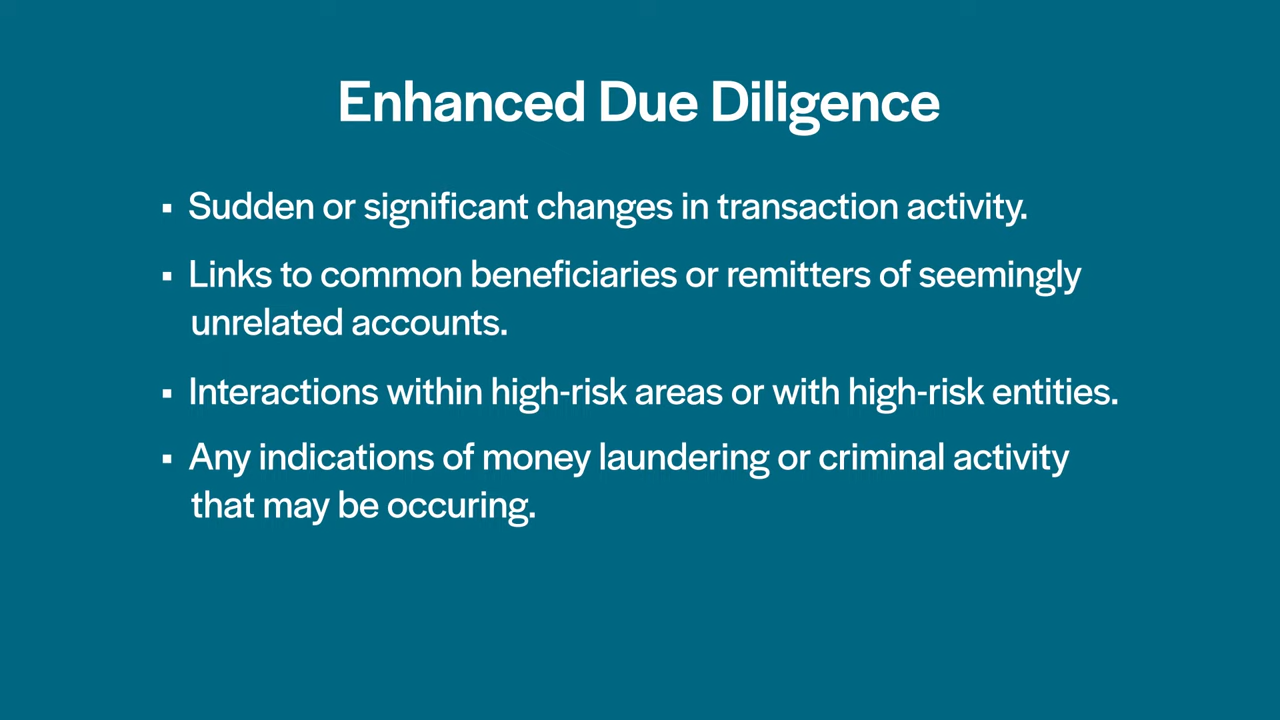 Enhanced Due Diligence
▪ Sudden or significant changes in transaction activity.
▪ Links to common beneficiaries or remitters of seemingly
unrelated accounts.
▪ Interactions within high-risk areas or with high-risk entities.
▪ Any indications of money laundering or criminal activity
that may be occuring.